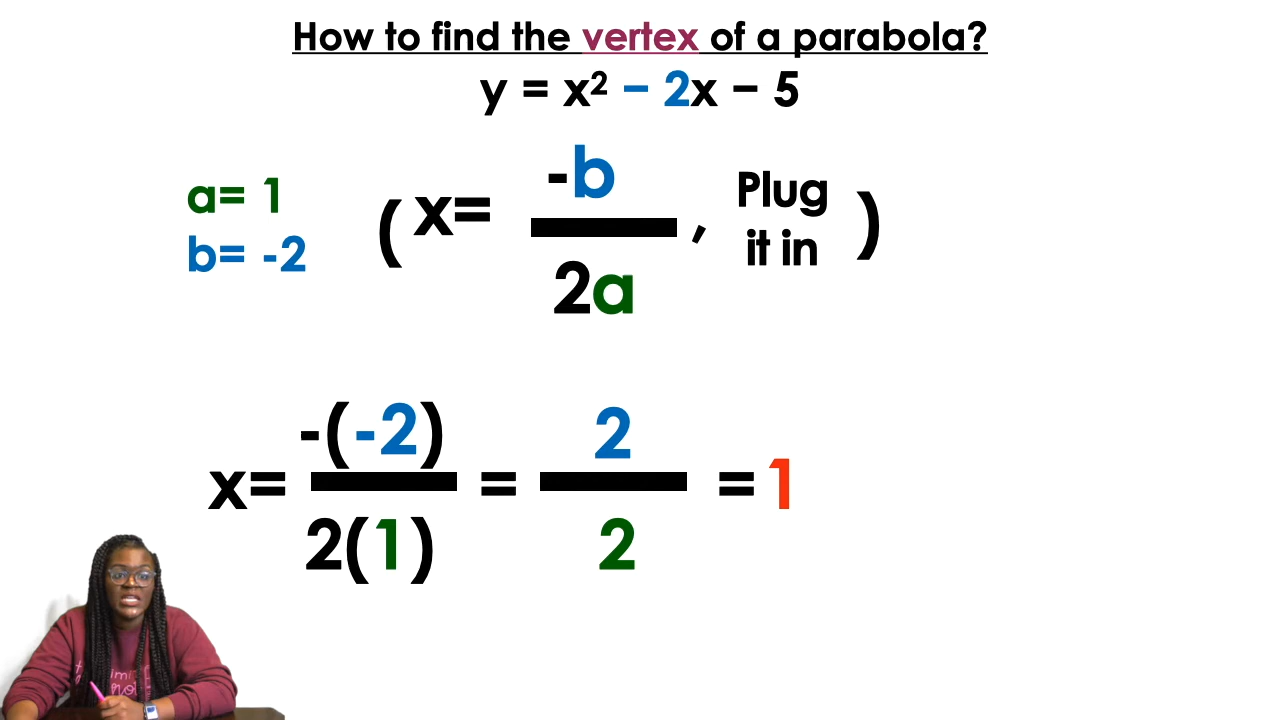 How to find the vertex of a parabola?
y = x² – 2x – 5
a= 1
b= -2
( x= -b / 2a , Plug it in )
x= -(-2) / 2(1) = 2 / 2 = 1